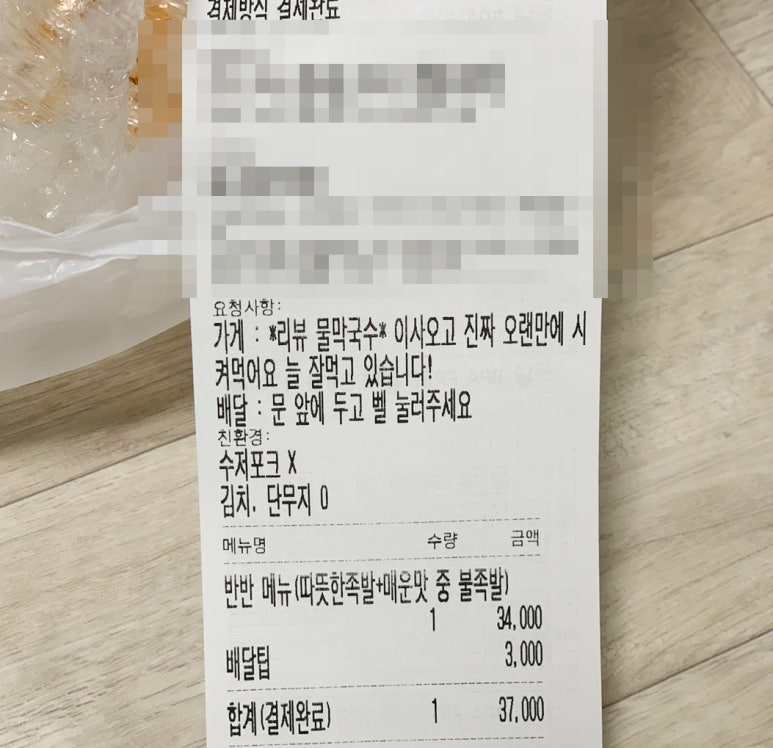 결제방식 결제완료
요청사항:
가게 : *리뷰 물막국수* 이사오고 진짜 오랜만에 시
켜먹어요 늘 잘먹고 있습니다!
배달 : 문 앞에 두고 벨 눌러주세요
친환경:
수저포크 X
김치, 단무지 O
메뉴명 수량 금액
반반 메뉴(따뜻한족발+매운맛 중 불족발)
1 34,000
배달팁 3,000
합계(결제완료) 1 37,000